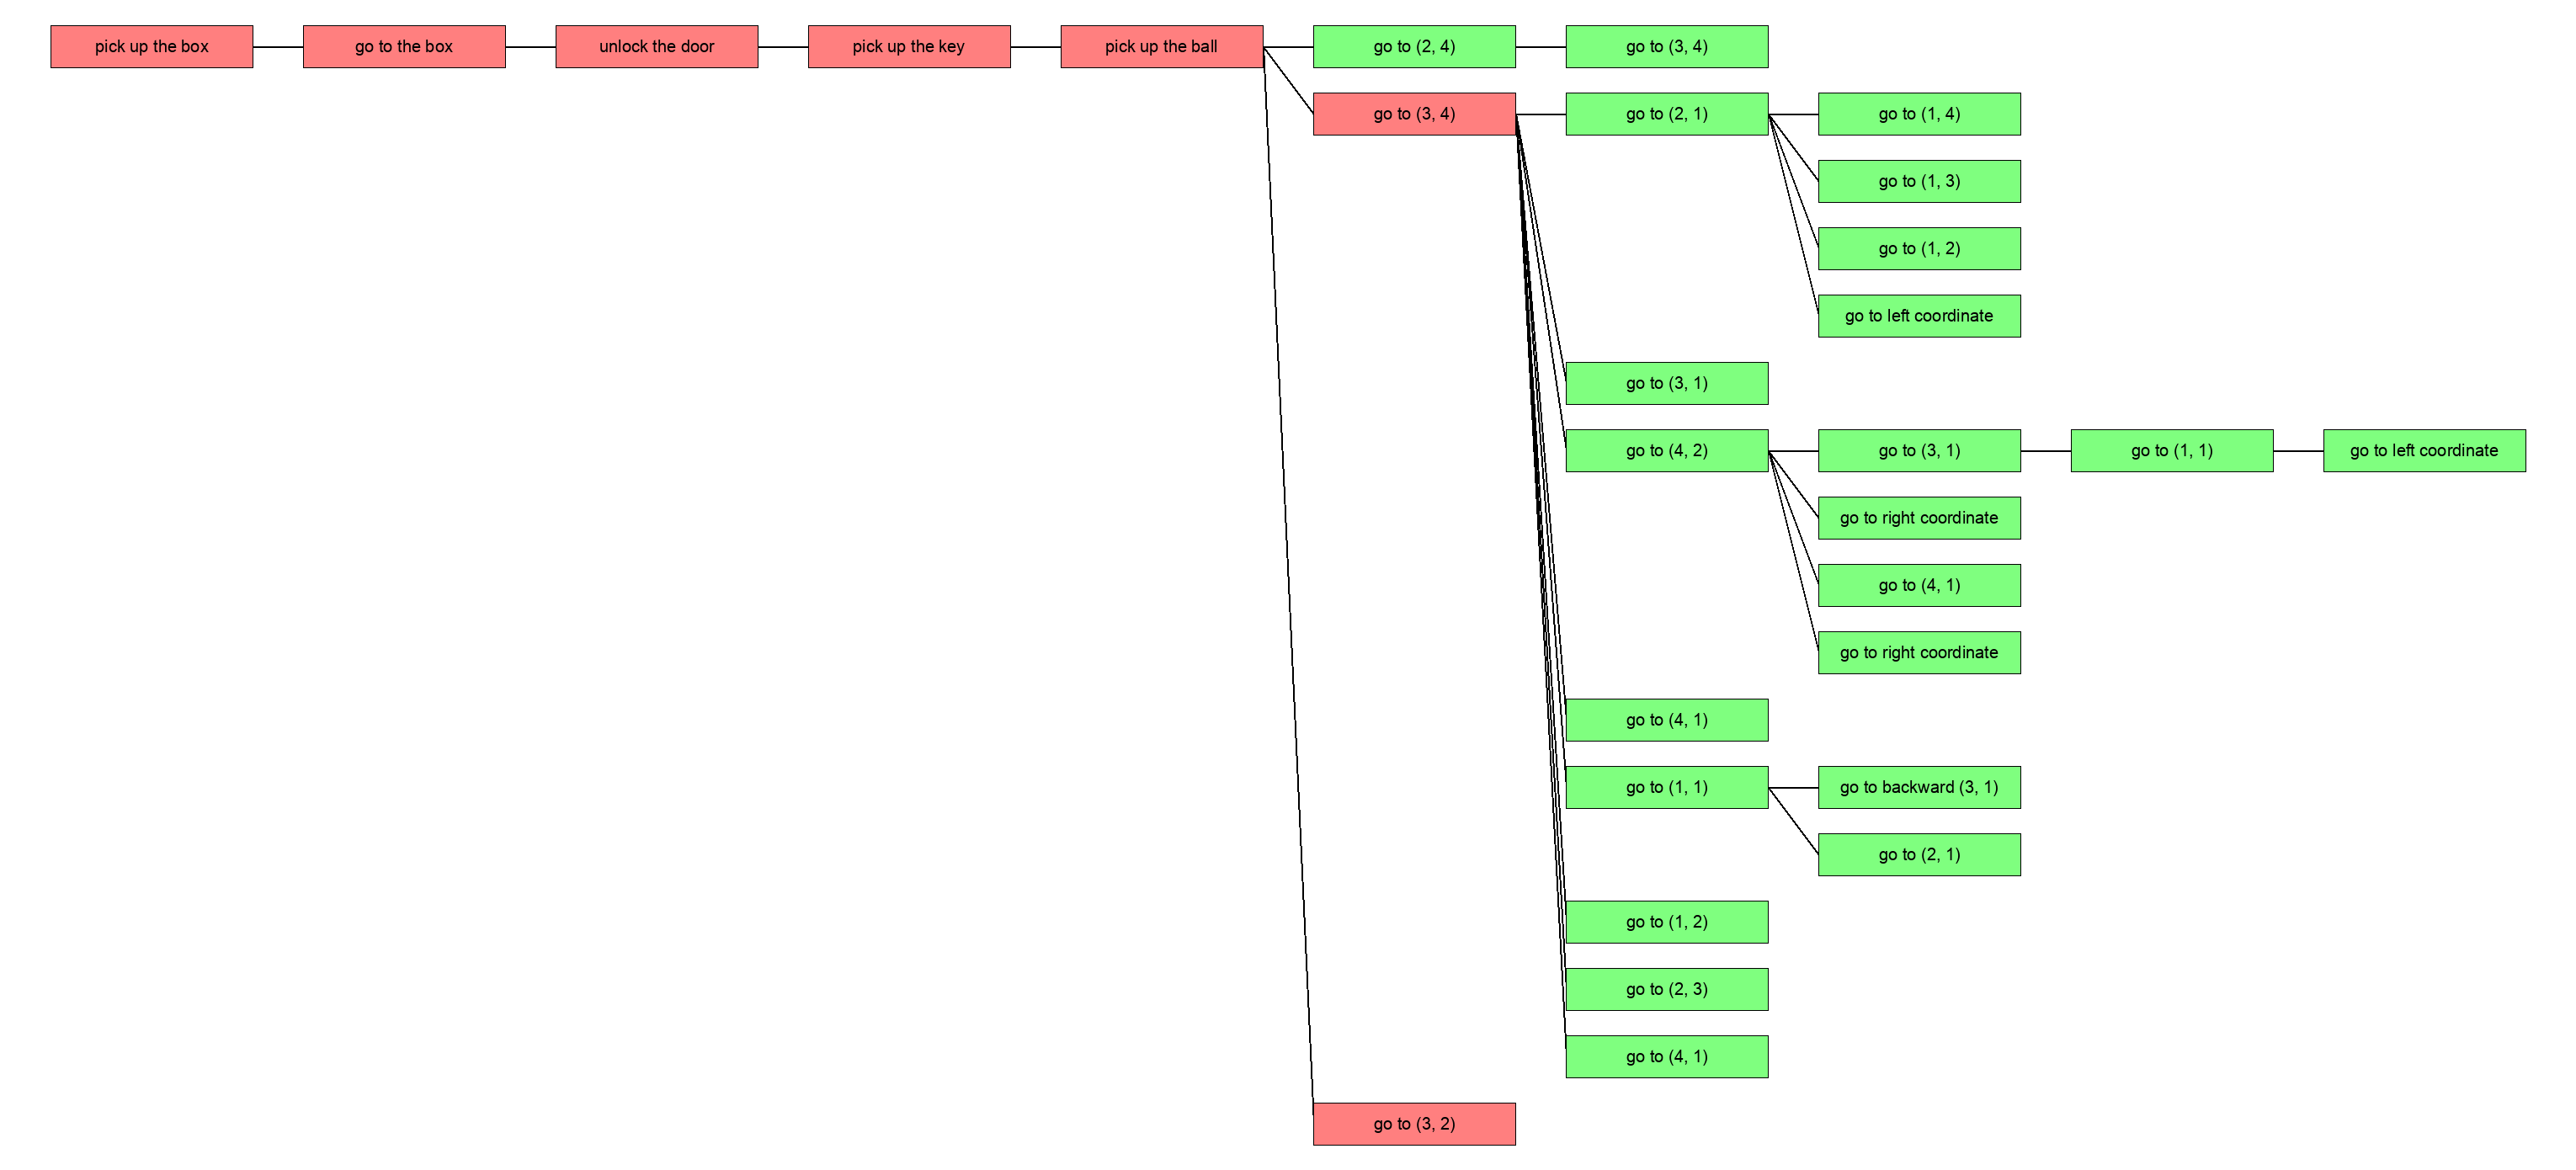 pick up the box
go to the box
unlock the door
pick up the key
pick up the ball
go to (2, 4)
go to (3, 4)
go to (3, 4)
go to (2, 1)
go to (1, 4)
go to (1, 3)
go to (1, 2)
go to left coordinate
go to (3, 1)
go to (4, 2)
go to (3, 1)
go to (1, 1)
go to left coordinate
go to right coordinate
go to (4, 1)
go to right coordinate
go to (4, 1)
go to (1, 1)
go to backward (3, 1)
go to (2, 1)
go to (1, 2)
go to (2, 3)
go to (4, 1)
go to (3, 2)